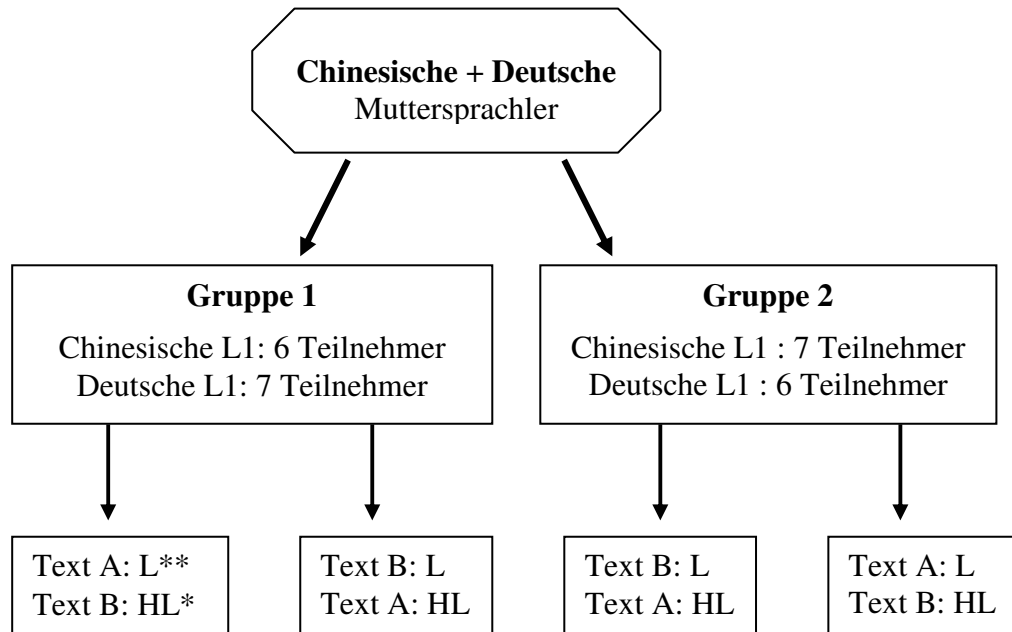 Chinesische + Deutsche
Muttersprachler
Gruppe 1
Chinesische L1: 6 Teilnehmer
Deutsche L1: 7 Teilnehmer
Gruppe 2
Chinesische L1 : 7 Teilnehmer
Deutsche L1 : 6 Teilnehmer
Text A: L**
Text B: HL*
Text B: L
Text A: HL
Text B: L
Text A: HL
Text A: L
Text B: HL